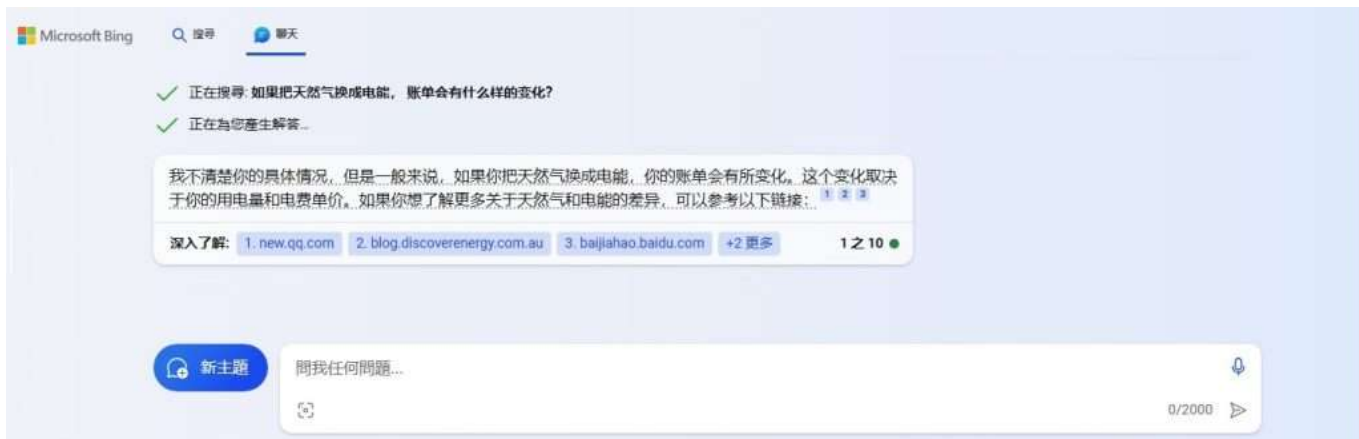 Microsoft Bing
搜尋
聊天
正在搜尋: 如果把天然气换成电能， 账单会有什么样的变化?
正在為您產生解答...
我不清楚你的具体情况，但是一般来说，如果你把天然气换成电能，你的账单会有所变化。这个变化取决
于你的用电量和电费单价。如果你想了解更多关于天然气和电能的差异，可以参考以下链接： 1 2 3
深入了解: 1. new.qq.com 2. blog.discoverenergy.com.au 3. baijiahao.baidu.com +2 更多 1 之 10
新主題
問我任何問題...
0/2000